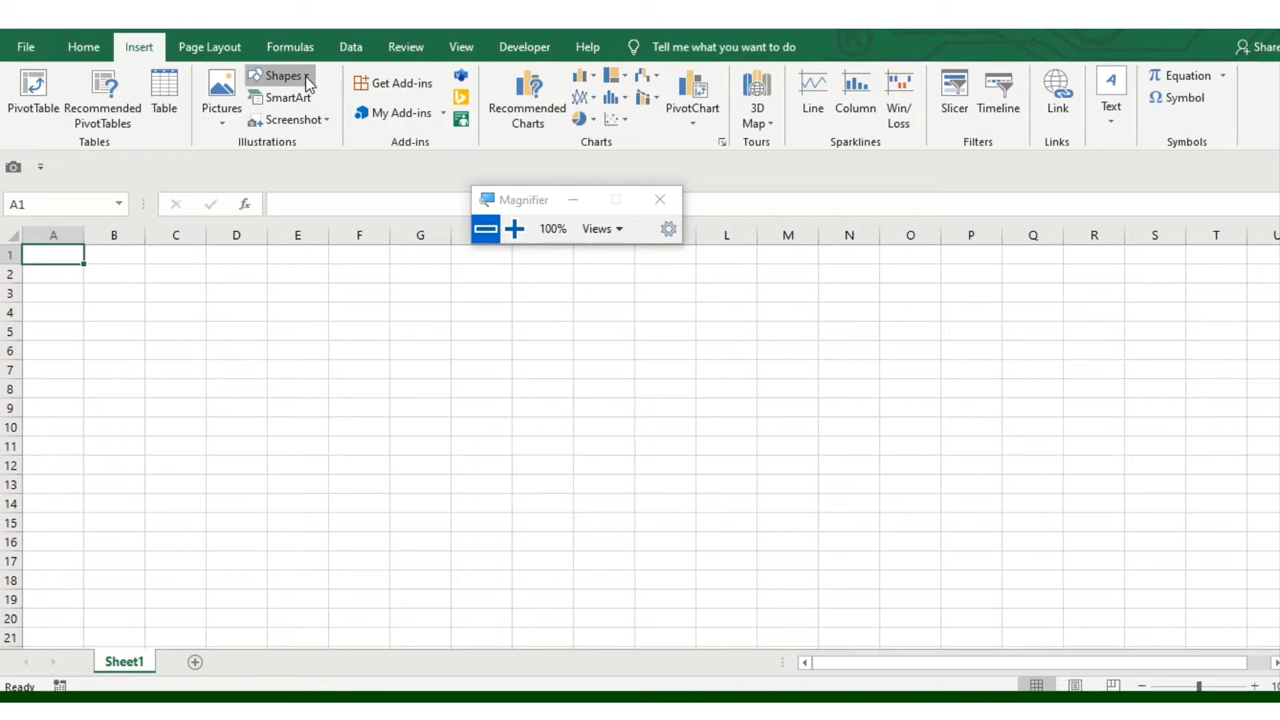 File Home Insert Page Layout Formulas Data Review View Developer Help Tell me what you want to do Share
PivotTable Recommended PivotTables Table
Tables
Pictures Shapes SmartArt Screenshot
Illustrations
Get Add-ins My Add-ins
Add-ins
Recommended Charts PivotChart
Charts
3D Map
Tours
Line Column Win/ Loss
Sparklines
Slicer Timeline
Filters
Link
Links
A
Text
π Equation Ω Symbol
Symbols
A1 fx
Magnifier
100% Views
A B C D E F G L M N O P Q R S T U
1
2
3
4
5
6
7
8
9
10
11
12
13
14
15
16
17
18
19
20
21
Sheet1
Ready